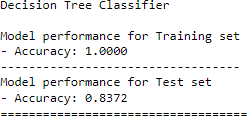 Decision Tree Classifier
Model performance for Training set
- Accuracy: 1.0000
----------------------------------
Model performance for Test set
- Accuracy: 0.8372
===================================